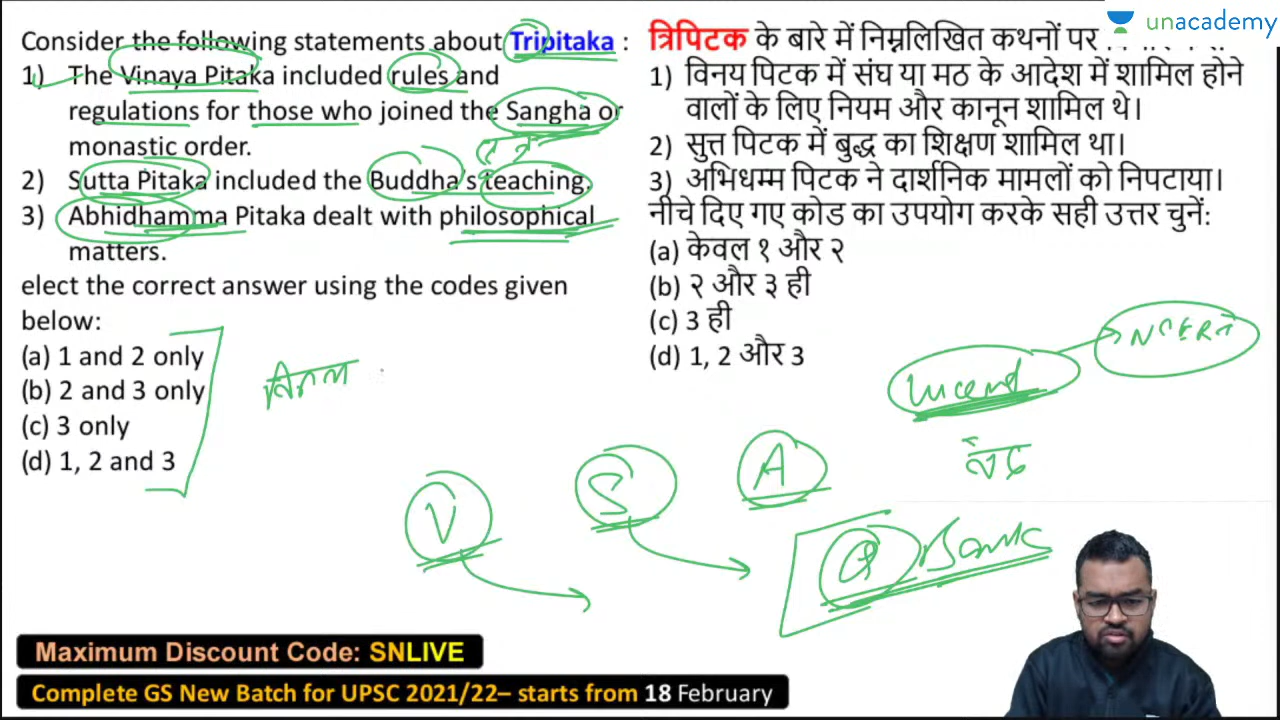 unacademy
Consider the following statements about Tripitaka :
1) The Vinaya Pitaka included rules and
regulations for those who joined the Sangha or
monastic order.
2) Sutta Pitaka included the Buddha's teaching.
3) Abhidhamma Pitaka dealt with philosophical
matters.
elect the correct answer using the codes given
below:
(a) 1 and 2 only
(b) 2 and 3 only
(c) 3 only
(d) 1, 2 and 3
त्रिपिटक के बारे में निम्नलिखित कथनों पर
1) विनय पिटक में संघ या मठ के आदेश में शामिल होने
वालों के लिए नियम और कानून शामिल थे।
2) सुत्त पिटक में बुद्ध का शिक्षण शामिल था।
3) अभिधम्म पिटक ने दार्शनिक मामलों को निपटाया।
नीचे दिए गए कोड का उपयोग करके सही उत्तर चुनें:
(a) केवल १ और २
(b) २ और ३ ही
(c) 3 ही
(d) 1, 2 और 3
NCERT
Lucent
V
S
A
Q Bank
Maximum Discount Code: SNLIVE
Complete GS New Batch for UPSC 2021/22– starts from 18 February